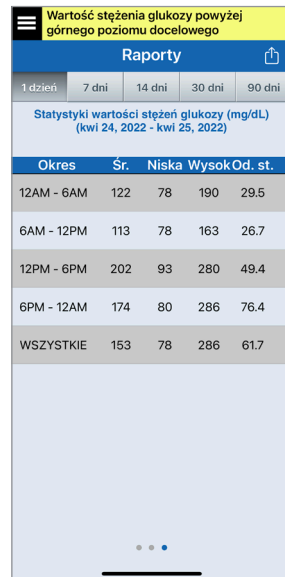 Wartość stężenia glukozy powyżej
górnego poziomu docelowego
Raporty
1 dzień 7 dni 14 dni 30 dni 90 dni
Statystyki wartości stężeń glukozy (mg/dL)
(kwi 24, 2022 - kwi 25, 2022)
Okres Śr. Niska Wysok Od. st.
12AM - 6AM 122 78 190 29.5
6AM - 12PM 113 78 163 26.7
12PM - 6PM 202 93 280 49.4
6PM - 12AM 174 80 286 76.4
WSZYSTKIE 153 78 286 61.7